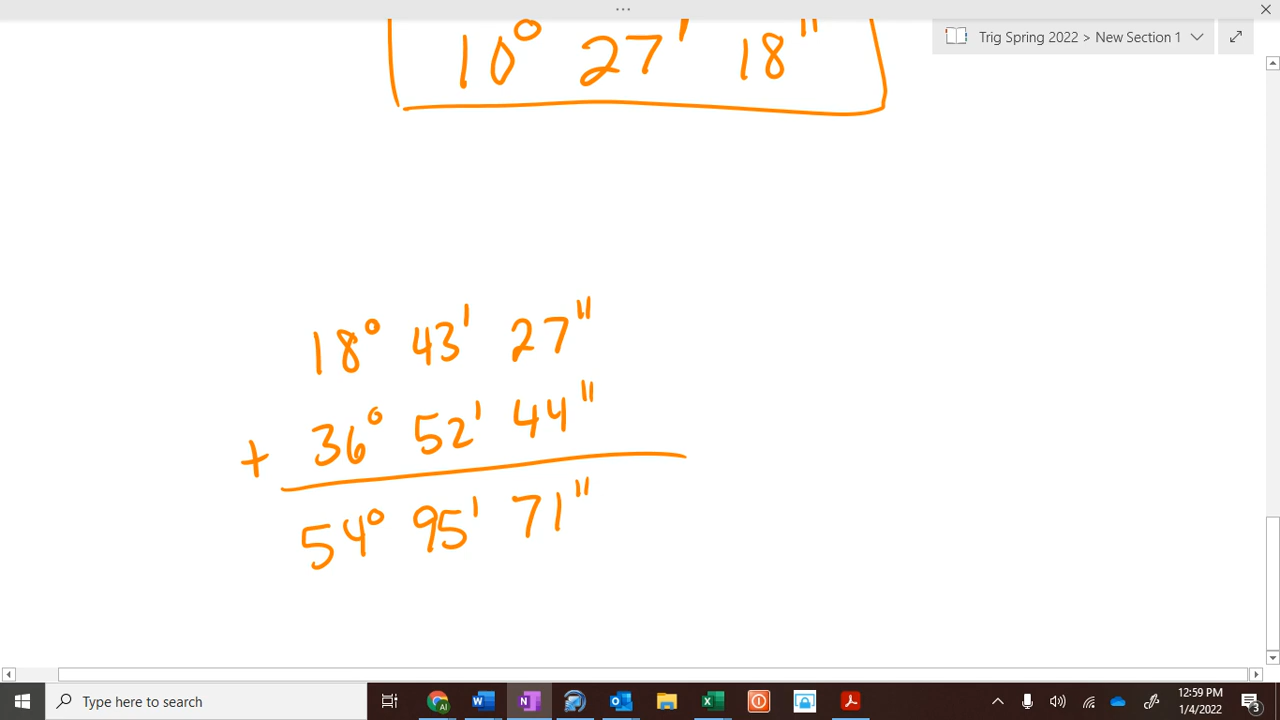 ...
Trig Spring 2022 > New Section 1
10° 27' 18"
18° 43' 27"
+ 36° 52' 44"
54° 95' 71"
Type here to search
12:59 PM
1/4/2022
3